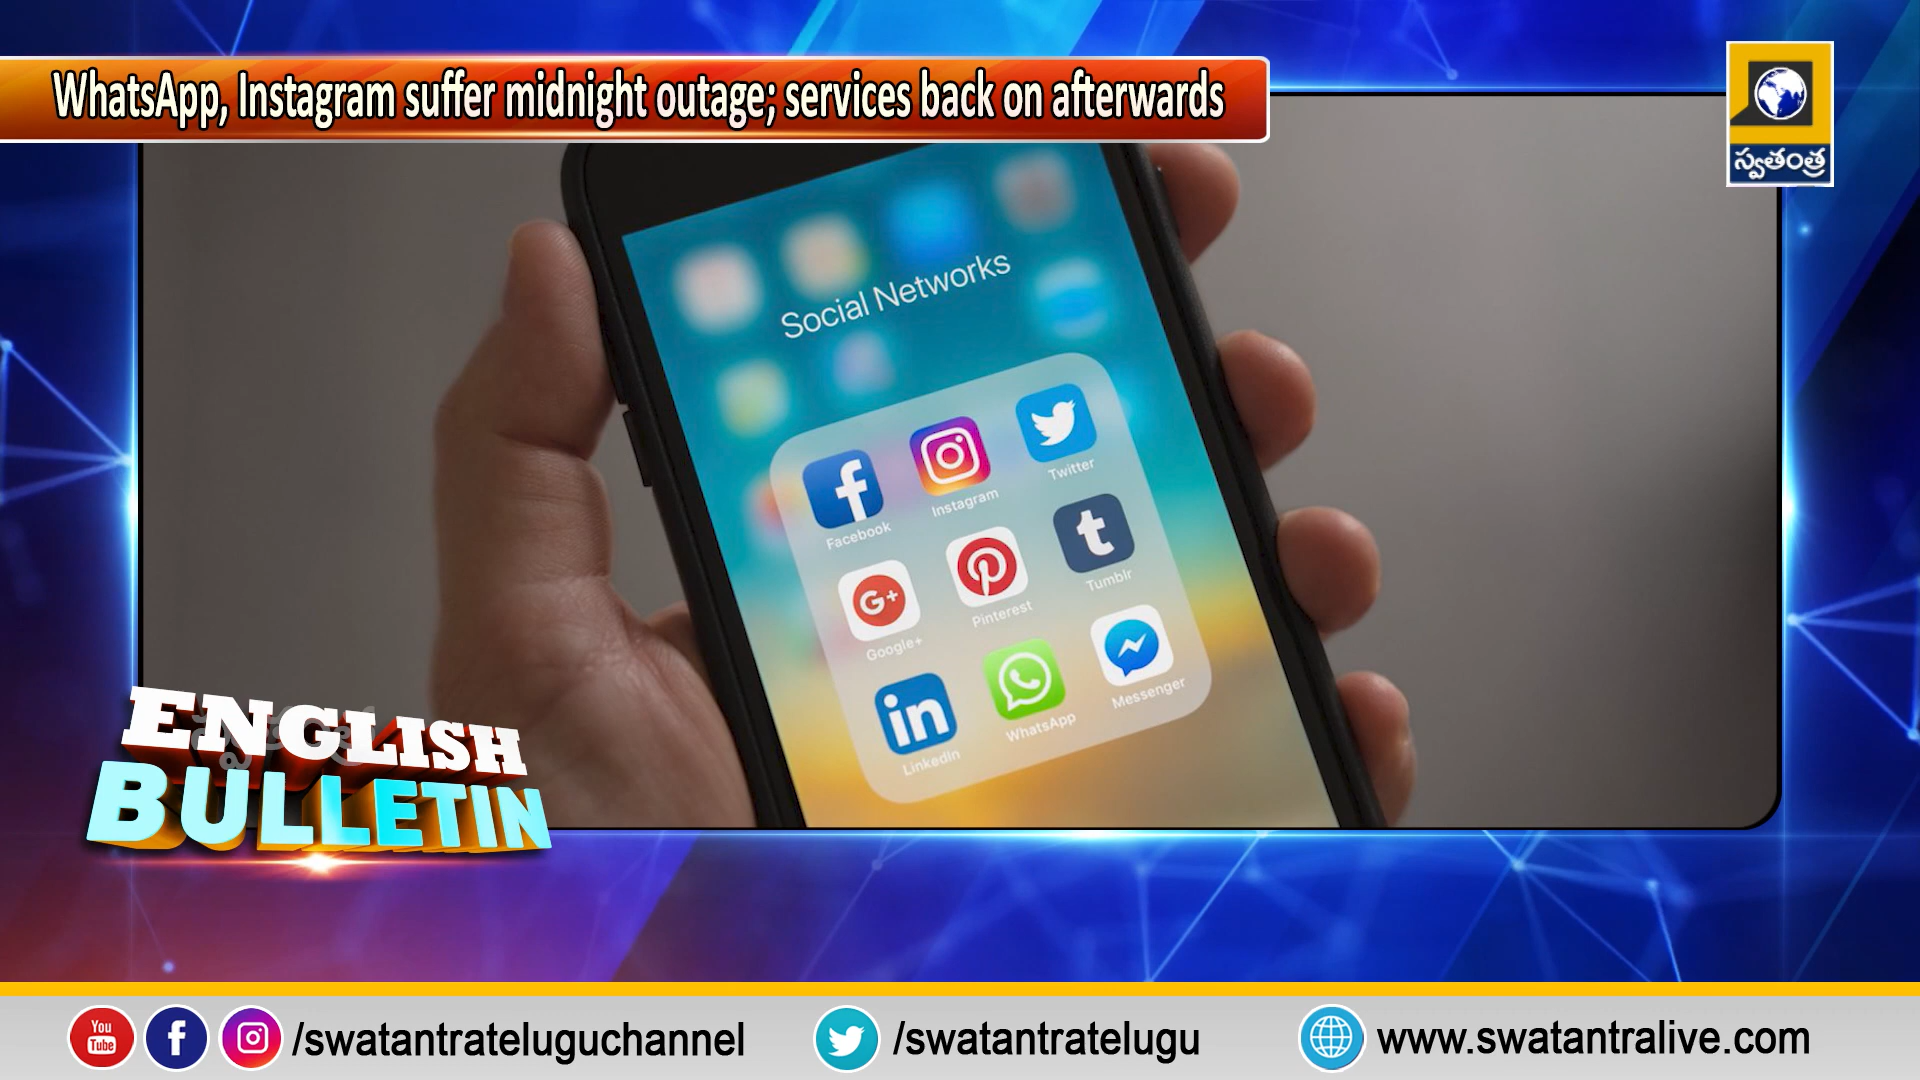 WhatsApp, Instagram suffer midnight outage; services back on afterwards
స్వతంత్ర
Social Networks
Facebook
Instagram
Twitter
Google+
Pinterest
Tumblr
LinkedIn
WhatsApp
Messenger
ENGLISH
BULLETIN
You
Tube
/swatantrateluguchannel
/swatantratelugu
www.swatantralive.com